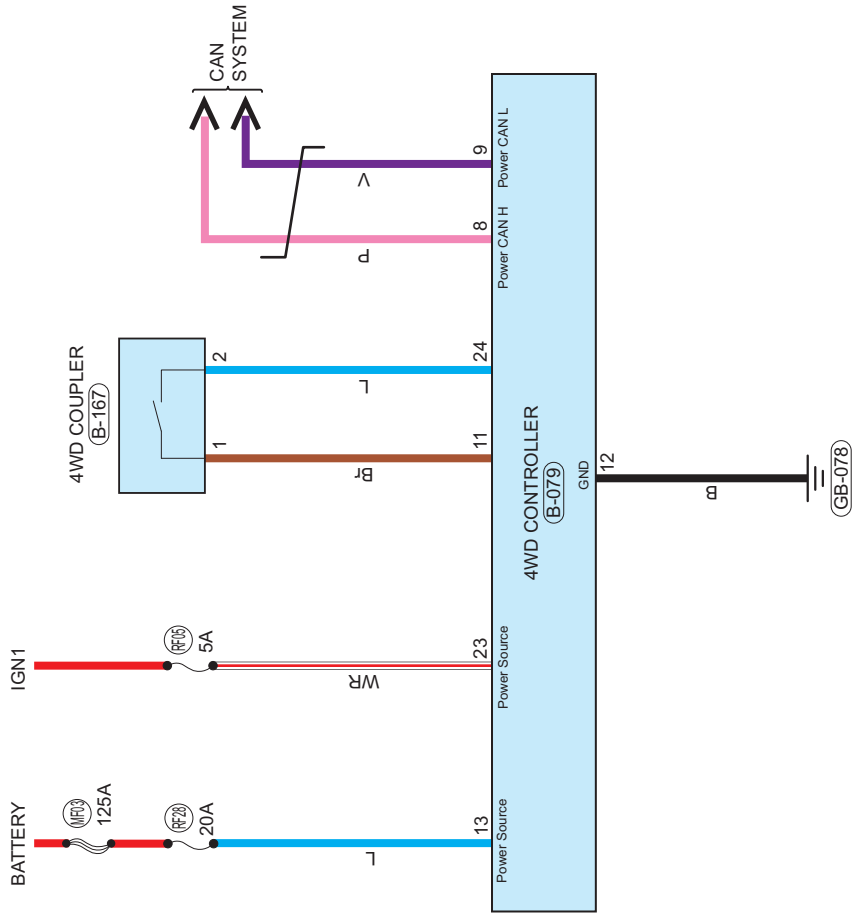 BATTERY
MF03
125A
RF28
20A
L
13
Power Source
IGN1
RF05
5A
WR
23
Power Source
4WD COUPLER
B-167
1
2
Br
L
11
24
CAN
SYSTEM
P
V
8
9
Power CAN H
Power CAN L
4WD CONTROLLER
B-079
GND
12
B
GB-078